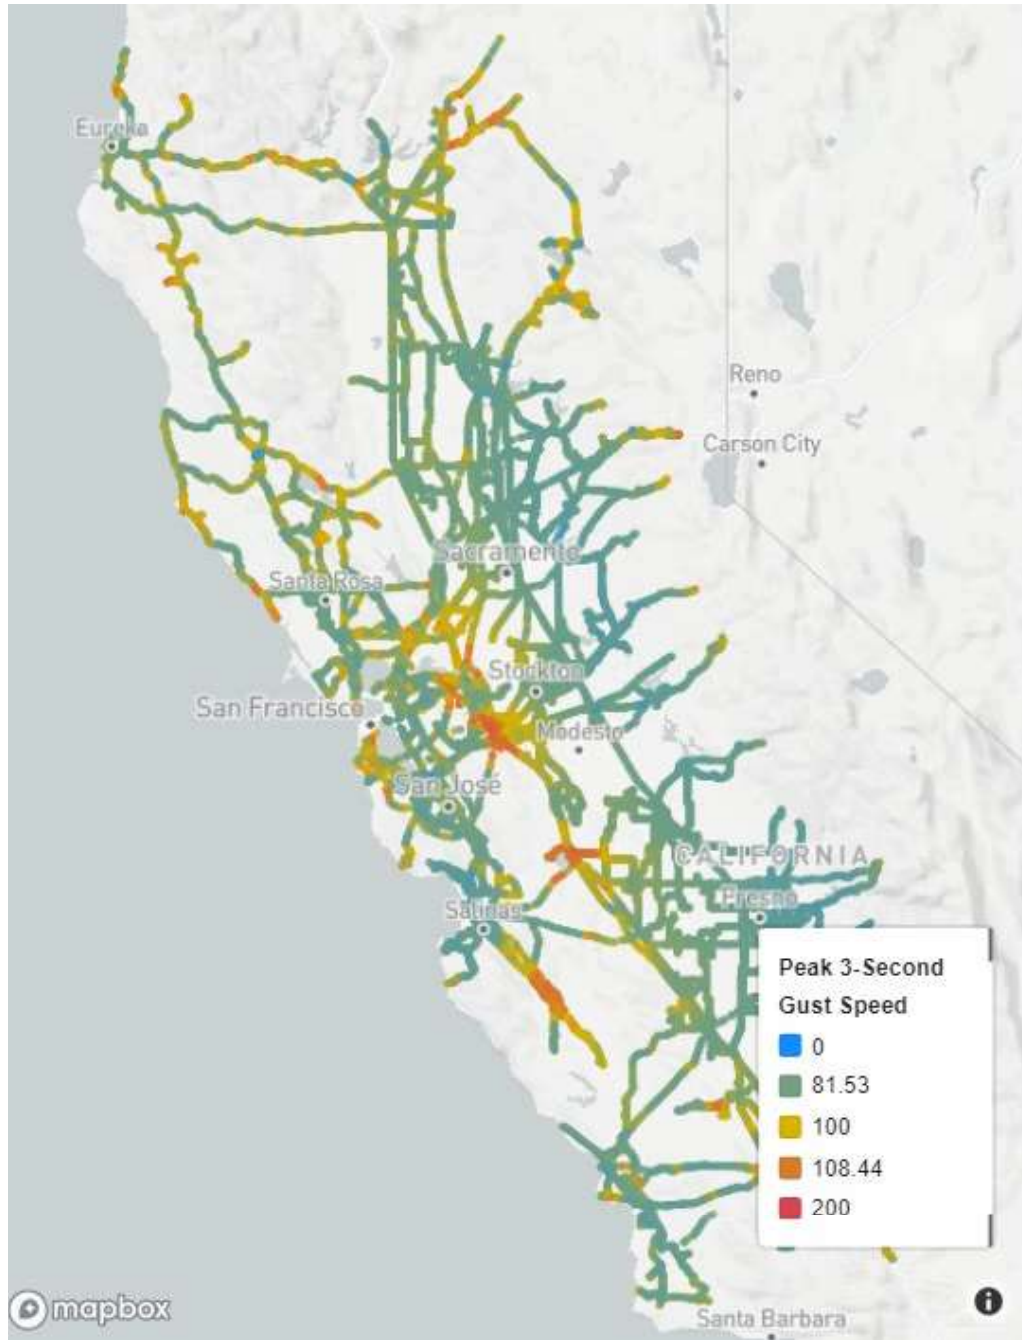 Eureka
Reno
Carson City
Sacramento
Santa Rosa
Stockton
San Francisco
Modesto
San José
CALIFORNIA
Fresno
Salinas
Peak 3-Second
Gust Speed
0
81.53
100
108.44
200
mapbox
i
Santa Barbara